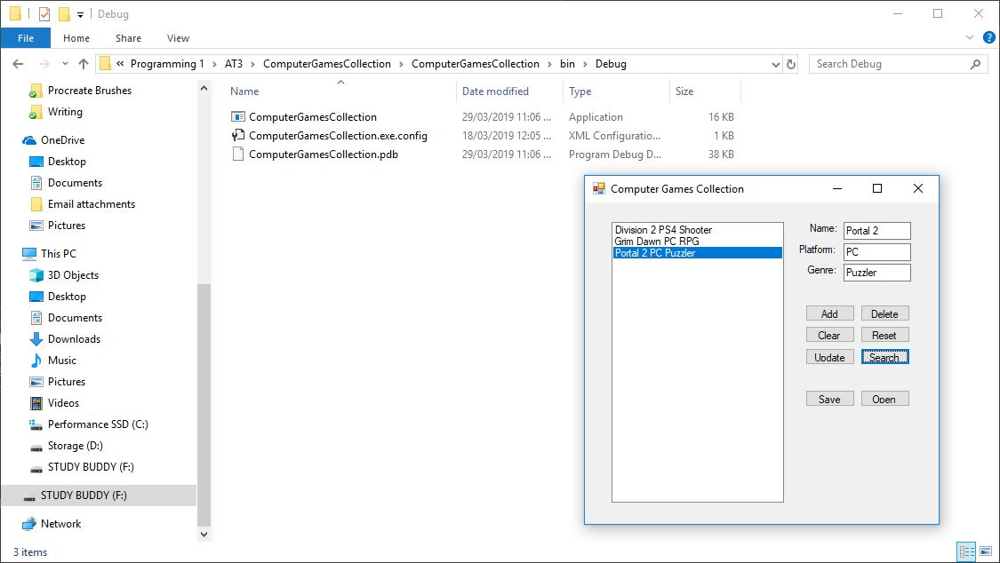 Debug
File Home Share View
« Programming 1 > AT3 > ComputerGamesCollection > ComputerGamesCollection > bin > Debug
Search Debug
Procreate Brushes
Writing
OneDrive
Desktop
Documents
Email attachments
Pictures
This PC
3D Objects
Desktop
Documents
Downloads
Music
Pictures
Videos
Performance SSD (C:)
Storage (D:)
STUDY BUDDY (F:)
STUDY BUDDY (F:)
Network
3 items
Name Date modified Type Size
ComputerGamesCollection 29/03/2019 11:06 ... Application 16 KB
ComputerGamesCollection.exe.config 18/03/2019 12:05 ... XML Configuratio... 1 KB
ComputerGamesCollection.pdb 29/03/2019 11:06 ... Program Debug D... 38 KB
Computer Games Collection
Division 2 PS4 Shooter
Grim Dawn PC RPG
Portal 2 PC Puzzler
Name: Portal 2
Platform: PC
Genre: Puzzler
Add Delete
Clear Reset
Update Search
Save Open